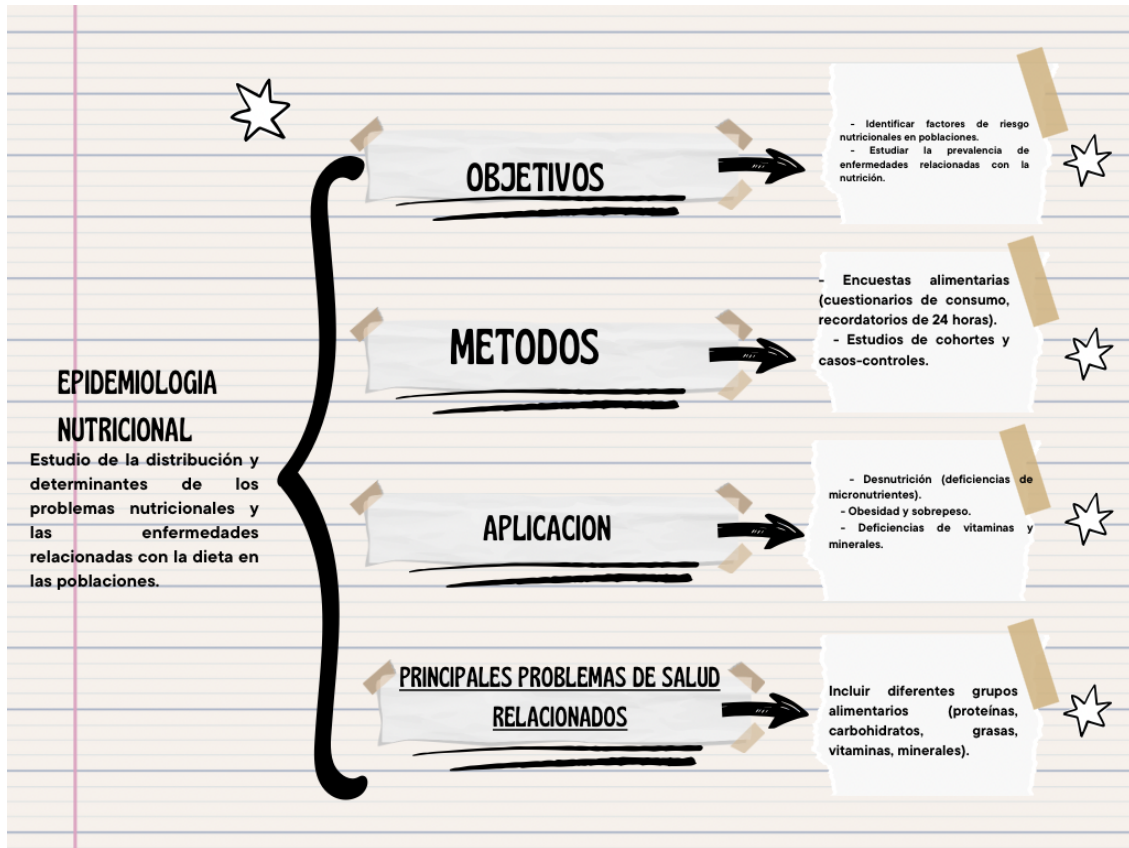 EPIDEMIOLOGIA
NUTRICIONAL
Estudio de la distribución y
determinantes de los
problemas nutricionales y
las enfermedades
relacionadas con la dieta en
las poblaciones.
OBJETIVOS
- Identificar factores de riesgo
nutricionales en poblaciones.
- Estudiar la prevalencia de
enfermedades relacionadas con la
nutrición.
METODOS
- Encuestas alimentarias
(cuestionarios de consumo,
recordatorios de 24 horas).
- Estudios de cohortes y
casos-controles.
APLICACION
- Desnutrición (deficiencias de
micronutrientes).
- Obesidad y sobrepeso.
- Deficiencias de vitaminas y
minerales.
PRINCIPALES PROBLEMAS DE SALUD
RELACIONADOS
Incluir diferentes grupos
alimentarios (proteínas,
carbohidratos, grasas,
vitaminas, minerales).